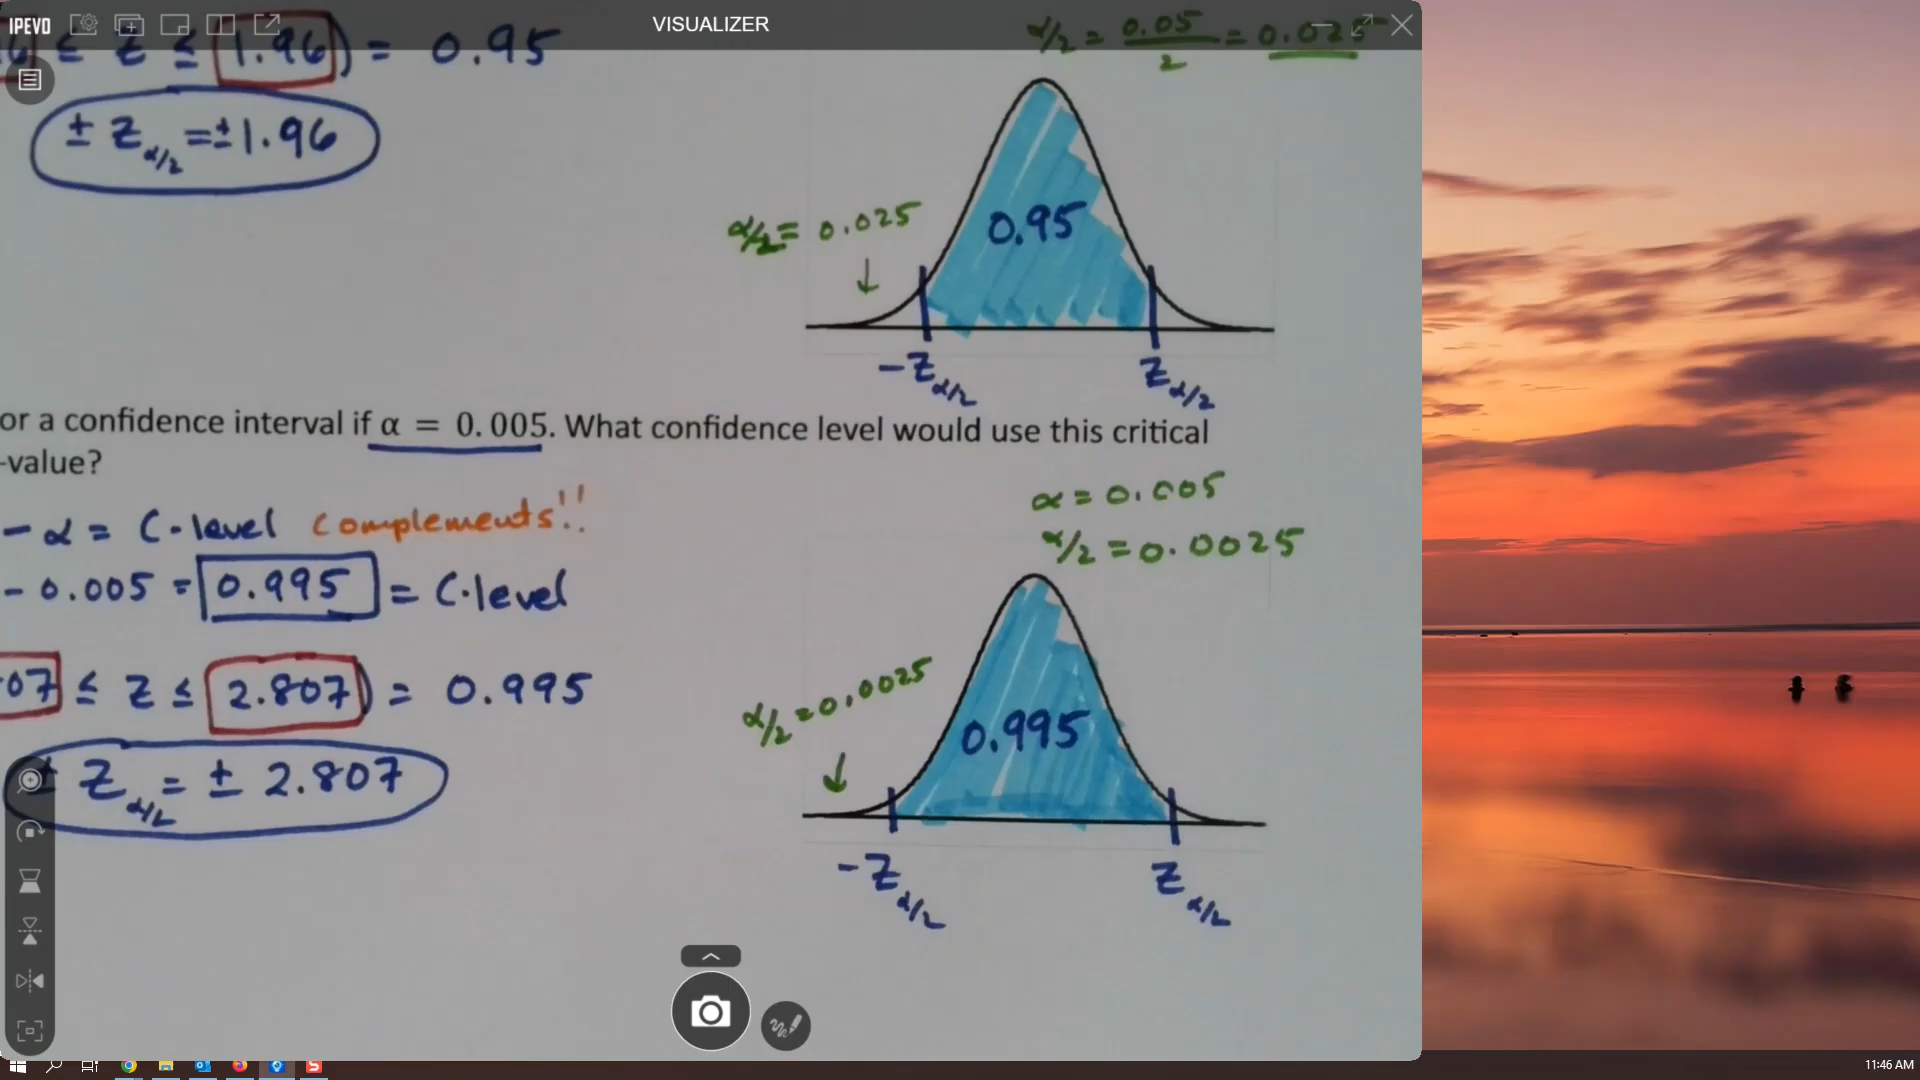 IPEVO
VISUALIZER
≤ z ≤ 1.96) = 0.95
α/2 = 0.05/2 = 0.025
± Z α/2 = ± 1.96
α/2 = 0.025
↓
0.95
-Z α/2
Z α/2
or a confidence interval if α = 0.005. What confidence level would use this critical
-value?
- α = C-level complements!!
- 0.005 = 0.995 = C-level
α = 0.005
α/2 = 0.0025
07 ≤ Z ≤ 2.807) = 0.995
± Z α/2 = ± 2.807
α/2 = 0.0025
↓
0.995
-Z α/2
Z α/2
11:46 AM